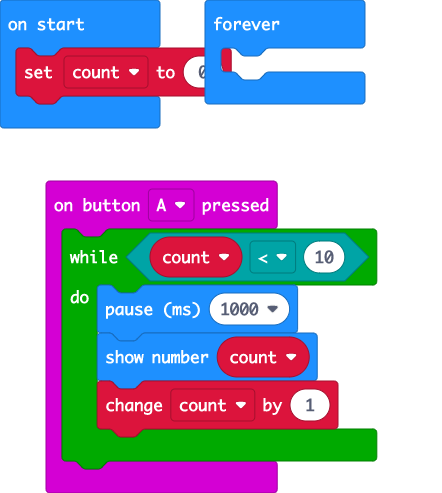 on start
forever
set count to 0
on button A pressed
while count < 10
do
pause (ms) 1000
show number count
change count by 1